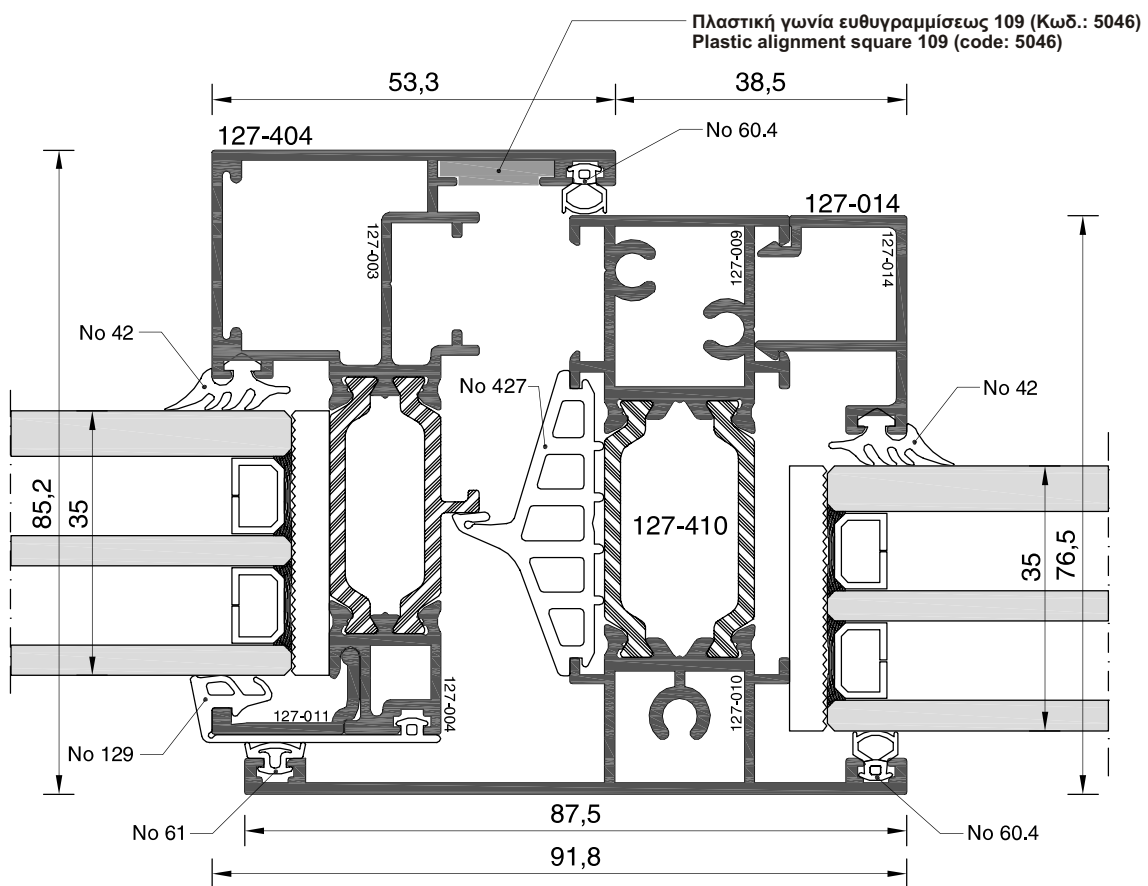 Πλαστική γωνία ευθυγραμμίσεως 109 (Κωδ.: 5046)
Plastic alignment square 109 (code: 5046)
53,3
38,5
127-404
No 60.4
127-014
127-003
127-009
127-014
No 42
No 427
No 42
85,2
35
127-410
35
76,5
127-011
127-004
127-010
No 129
No 61
87,5
No 60.4
91,8